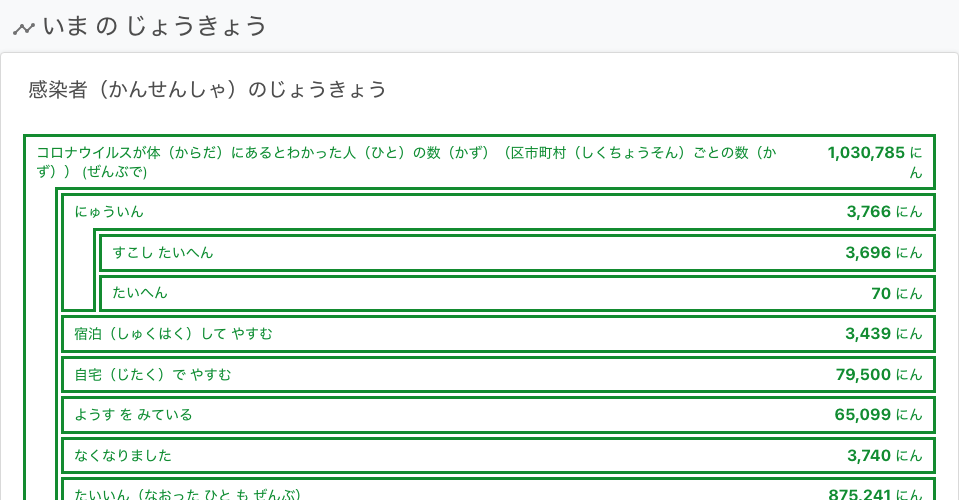 いま の じょうきょう
感染者（かんせんしゃ）のじょうきょう
コロナウイルスが体（からだ）にあるとわかった人（ひと）の数（かず）（区市町村（しくちょうそん）ごとの数（か
ず）） (ぜんぶで)
1,030,785 に
ん
にゅういん 3,766 にん
すこし たいへん 3,696 にん
たいへん 70 にん
宿泊（しゅくはく）して やすむ 3,439 にん
自宅（じたく）で やすむ 79,500 にん
ようす を みている 65,099 にん
なくなりました 3,740 にん
たいいん（なおった ひと も ぜんぶ） 875,241 にん